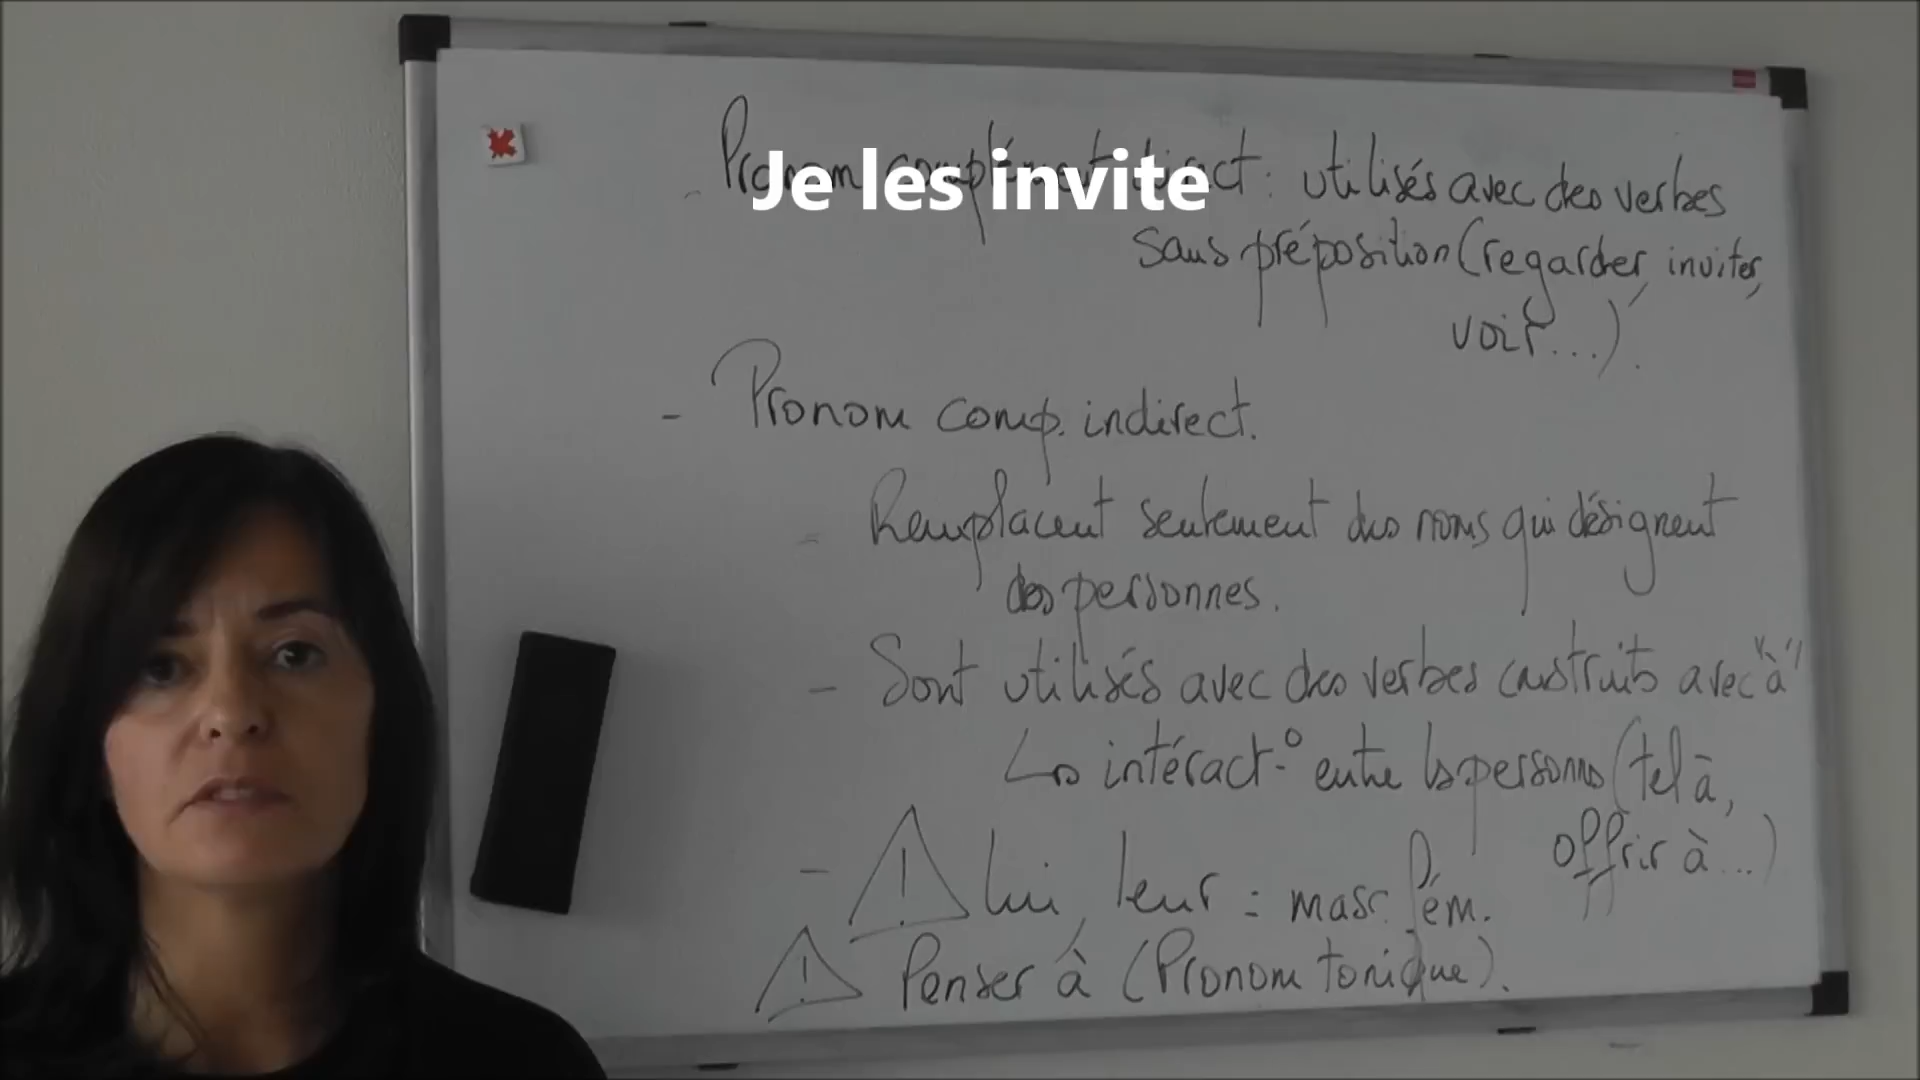 Je les invite
- Pronom complément direct : utilisés avec des verbes
sans préposition (regarder, inviter,
voir...).
- Pronom comp. indirect.
- Remplacent seulement des noms qui désignent
des personnes.
- Sont utilisés avec des verbes construits avec "à"
↳ intéract° entre les personnes (tel à,
offrir à...)
- ⚠ lui, leur : masc. fém.
⚠ Penser à (Pronom tonique).